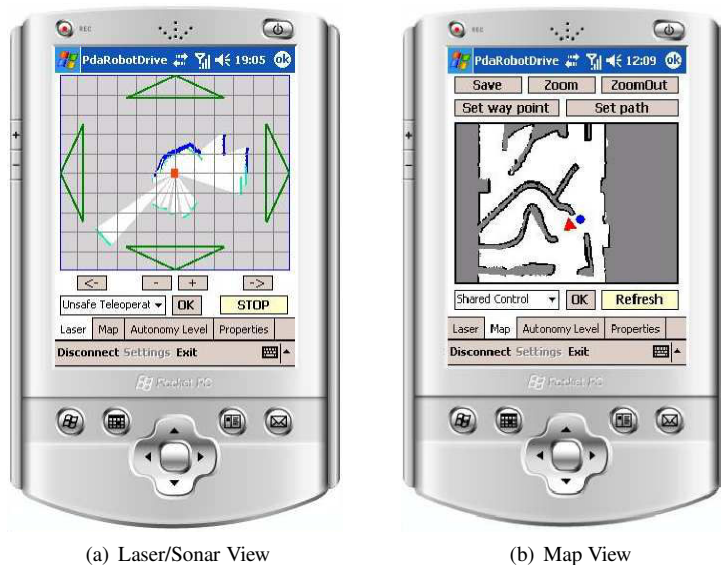 REC
PdaRobotDrive 19:05 ok
<-
-
+
->
Unsafe Teleoperat OK STOP
Laser Map Autonomy Level Properties
Disconnect Settings Exit
Pocket PC
(a) Laser/Sonar View
REC
PdaRobotDrive 12:09 ok
Save Zoom ZoomOut
Set way point Set path
Shared Control OK Refresh
Laser Map Autonomy Level Properties
Disconnect Settings Exit
Pocket PC
(b) Map View